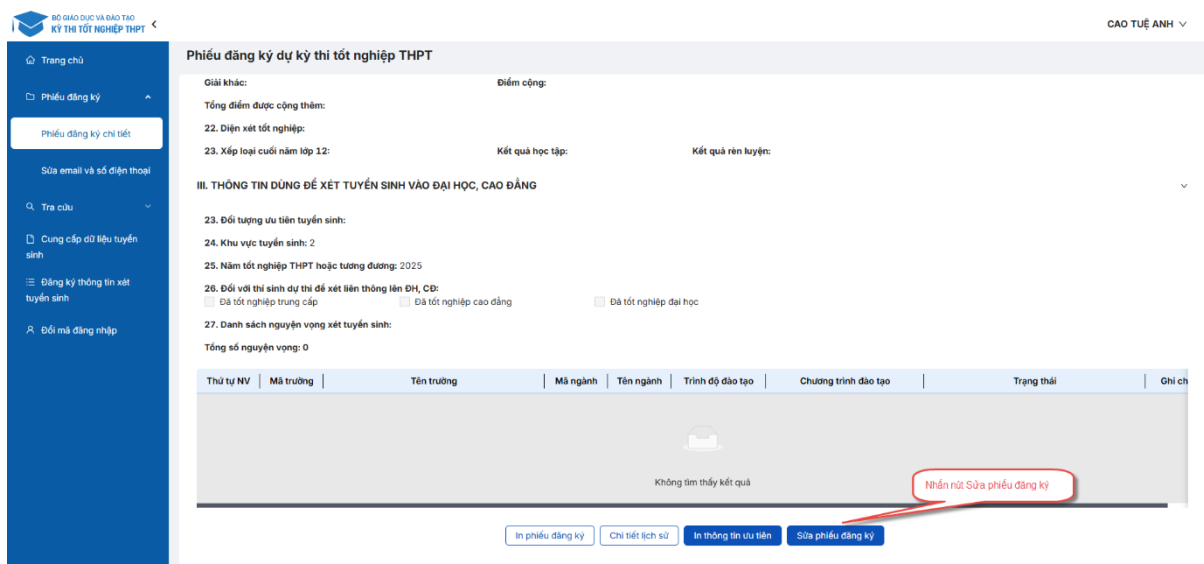 BỘ GIÁO DỤC VÀ ĐÀO TẠO
KỲ THI TỐT NGHIỆP THPT
CAO TUỆ ANH
Trang chủ
Phiếu đăng ký
Phiếu đăng ký chi tiết
Sửa email và số điện thoại
Tra cứu
Cung cấp dữ liệu tuyển
sinh
Đăng ký thông tin xét
tuyển sinh
Đổi mã đăng nhập
Phiếu đăng ký dự kỳ thi tốt nghiệp THPT
Giải khác: Điểm cộng:
Tổng điểm được cộng thêm:
22. Diện xét tốt nghiệp:
23. Xếp loại cuối năm lớp 12: Kết quả học tập: Kết quả rèn luyện:
III. THÔNG TIN DÙNG ĐỂ XÉT TUYỂN SINH VÀO ĐẠI HỌC, CAO ĐẲNG
23. Đối tượng ưu tiên tuyển sinh:
24. Khu vực tuyển sinh: 2
25. Năm tốt nghiệp THPT hoặc tương đương: 2025
26. Đối với thí sinh dự thi để xét liên thông lên ĐH, CĐ:
Đã tốt nghiệp trung cấp Đã tốt nghiệp cao đẳng Đã tốt nghiệp đại học
27. Danh sách nguyện vọng xét tuyển sinh:
Tổng số nguyện vọng: 0
Thứ tự NV Mã trường Tên trường Mã ngành Tên ngành Trình độ đào tạo Chương trình đào tạo Trạng thái Ghi ch
Không tìm thấy kết quả
Nhấn nút Sửa phiếu đăng ký
In phiếu đăng ký Chi tiết lịch sử In thông tin ưu tiên Sửa phiếu đăng ký